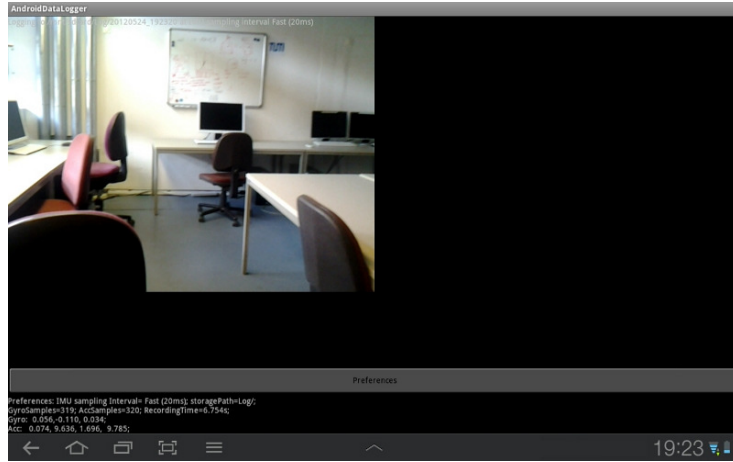 AndroidDataLogger
20120524_192320 sampling Interval Fast (20ms)
Preferences
Preferences: IMU sampling Interval= Fast (20ms); storagePath=Log/;
GyroSamples=319; AccSamples=320; RecordingTime=6.754s;
Gyro: 0.056,-0.110, 0.034;
Acc: 0.074, 9.636, 1.696, 9.785;
19:23